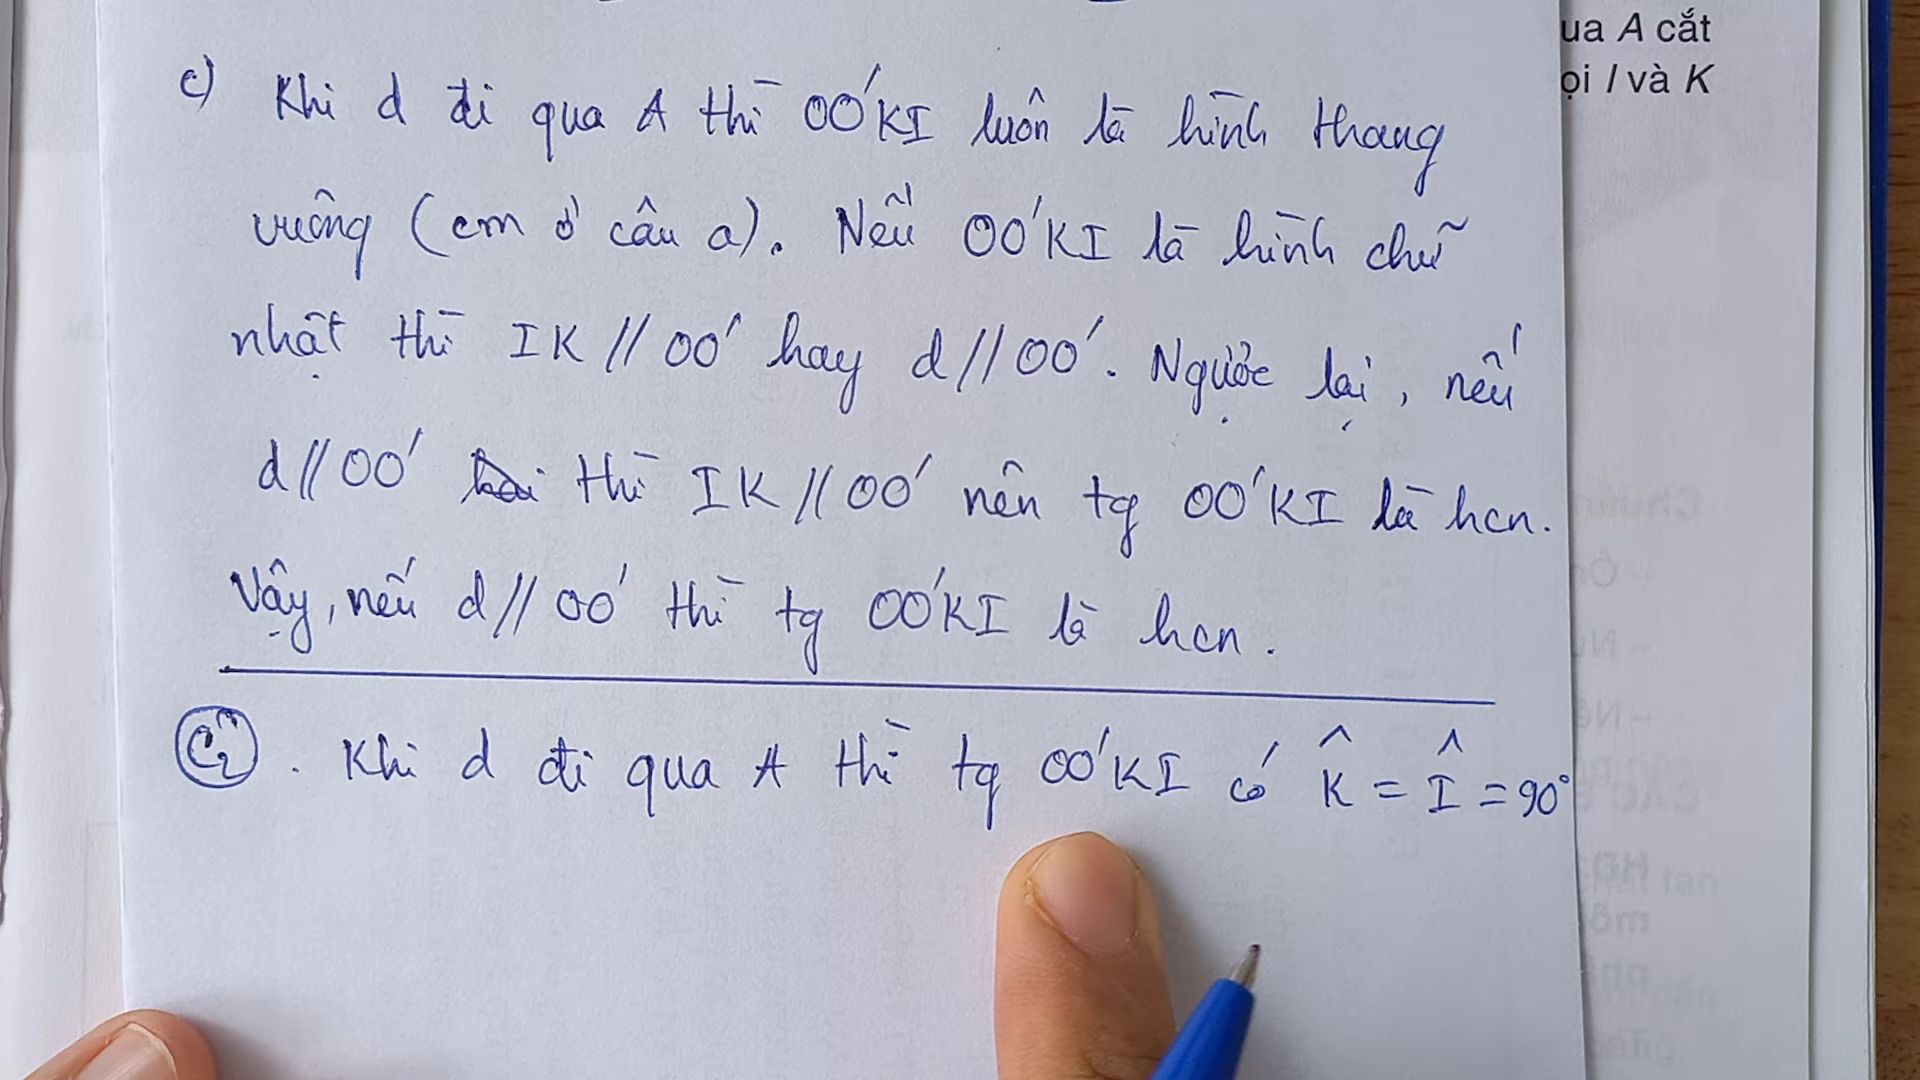 ua A cắt
ọi I và K
c) Khi d đi qua A thì OO'KI luôn là hình thang
vuông (cm ở câu a). Nếu OO'KI là hình chữ
nhật thì IK // OO' hay d // OO'. Ngược lại, nếu
d // OO' thì IK // OO' nên tg OO'KI là hcn.
Vậy, nếu d // OO' thì tg OO'KI là hcn.
C2. Khi d đi qua A thì tg OO'KI có K̂ = Î = 90°